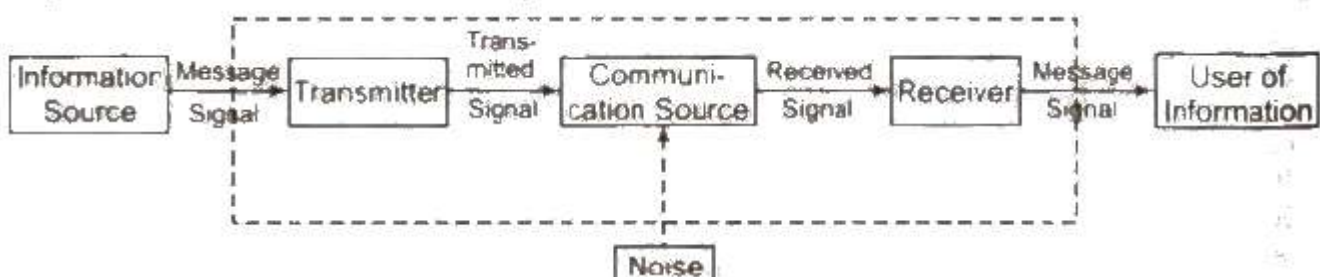 Information
Source
Message
Signal
Transmitter
Trans-
mitted
Signal
Communi-
cation Source
Received
Signal
Receiver
Message
Signal
User of
Information
Noise